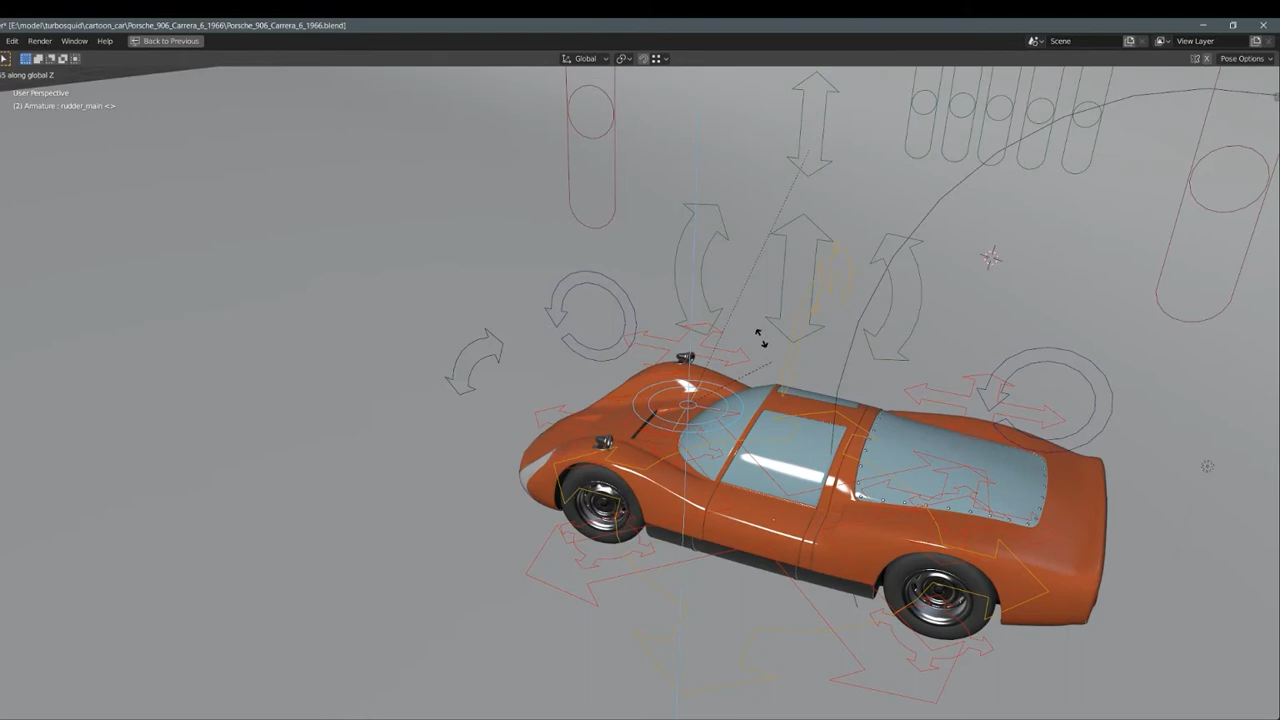 r* [E:\model\turbosquid\cartoon_car\Porsche_906_Carrera_6_1966\Porsche_906_Carrera_6_1966.blend]
Edit Render Window Help Back to Previous Scene View Layer
Global Pose Options
along global Z
User Perspective
(2) Armature : rudder_main <>